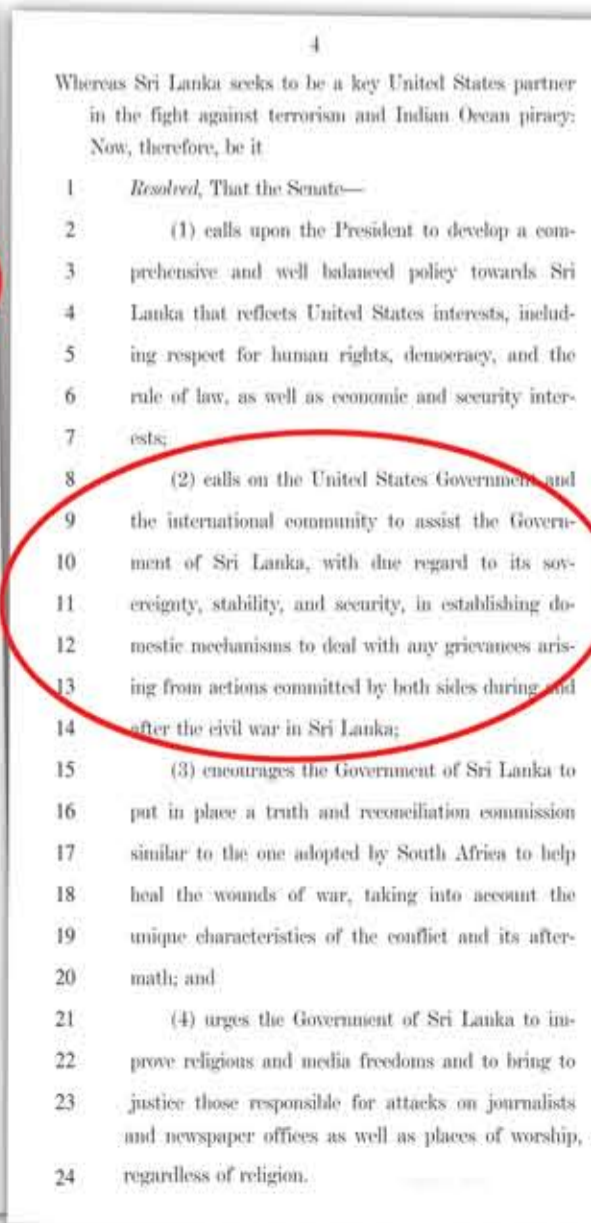 4
Whereas Sri Lanka seeks to be a key United States partner
in the fight against terrorism and Indian Ocean piracy:
Now, therefore, be it
1 Resolved, That the Senate—
2 (1) calls upon the President to develop a com-
3 prehensive and well balanced policy towards Sri
4 Lanka that reflects United States interests, includ-
5 ing respect for human rights, democracy, and the
6 rule of law, as well as economic and security inter-
7 ests;
8 (2) calls on the United States Government and
9 the international community to assist the Govern-
10 ment of Sri Lanka, with due regard to its sov-
11 ereignty, stability, and security, in establishing do-
12 mestic mechanisms to deal with any grievances aris-
13 ing from actions committed by both sides during and
14 after the civil war in Sri Lanka;
15 (3) encourages the Government of Sri Lanka to
16 put in place a truth and reconciliation commission
17 similar to the one adopted by South Africa to help
18 heal the wounds of war, taking into account the
19 unique characteristics of the conflict and its after-
20 math; and
21 (4) urges the Government of Sri Lanka to im-
22 prove religious and media freedoms and to bring to
23 justice those responsible for attacks on journalists
and newspaper offices as well as places of worship,
24 regardless of religion.